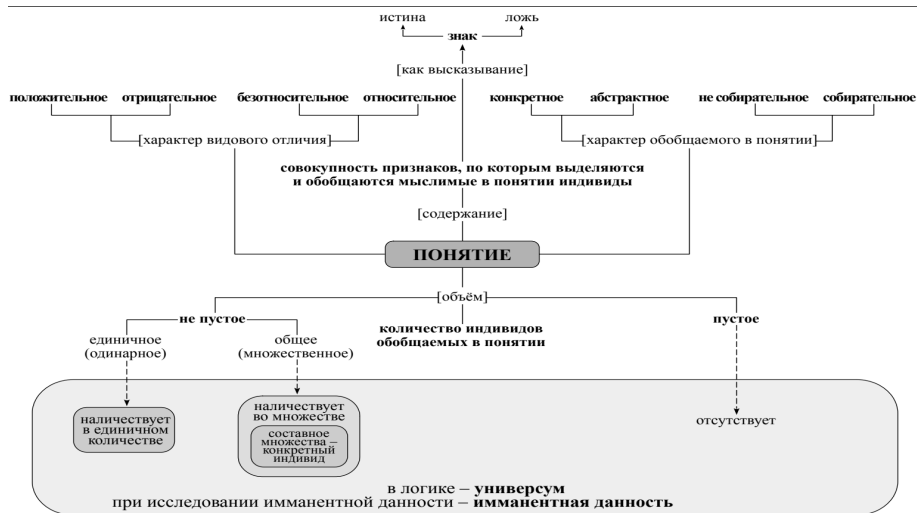 истина ложь
знак
[как высказывание]
положительное отрицательное безотносительное относительное конкретное абстрактное не собирательное собирательное
[характер видового отличия] [характер обобщаемого в понятии]
совокупность признаков, по которым выделяются
и обобщаются мыслимые в понятии индивиды
[содержание]
ПОНЯТИЕ
[объём]
не пустое пустое
количество индивидов
обобщаемых в понятии
единичное
(одинарное)
общее
(множественное)
наличествует
в единичном
количестве
наличествует
во множестве
составное
множества –
конкретный
индивид
отсутствует
в логике – универсум
при исследовании имманентной данности – имманентная данность